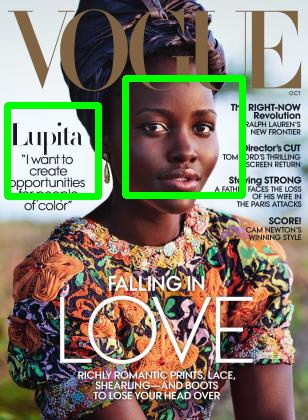 VOGUE
OCT
The RIGHT-NOW
Revolution
RALPH LAUREN'S
NEW FRONTIER
Director's CUT
TOM FORD'S THRILLING
SCREEN RETURN
Staying STRONG
A FATHER FACES THE LOSS
OF HIS WIFE IN
THE PARIS ATTACKS
SCORE!
CAM NEWTON'S
WINNING STYLE
Lupita
"I want to
create
opportunities
for people
of color"
FALLING IN
LOVE
RICHLY ROMANTIC PRINTS, LACE,
SHEARLING—AND BOOTS
TO LOSE YOUR HEAD OVER